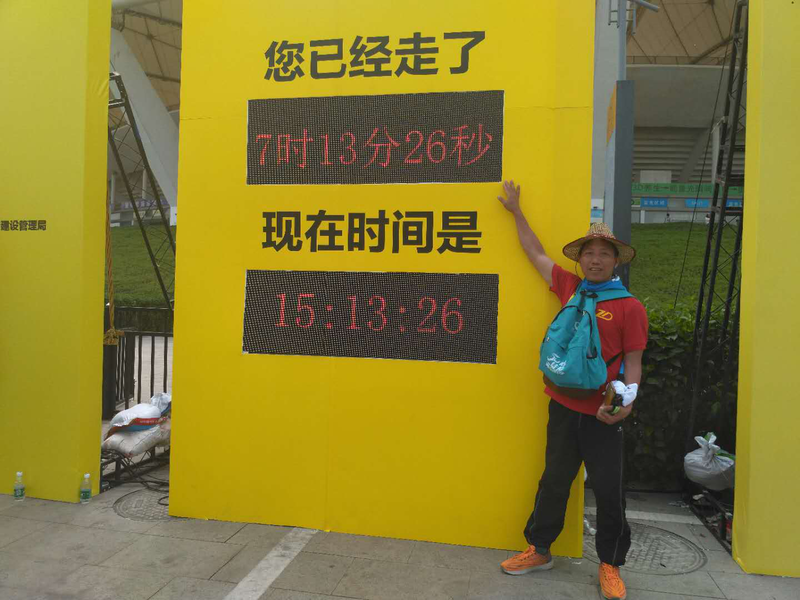 您已经走了
7时13分26秒
现在时间是
15:13:26
建设管理局